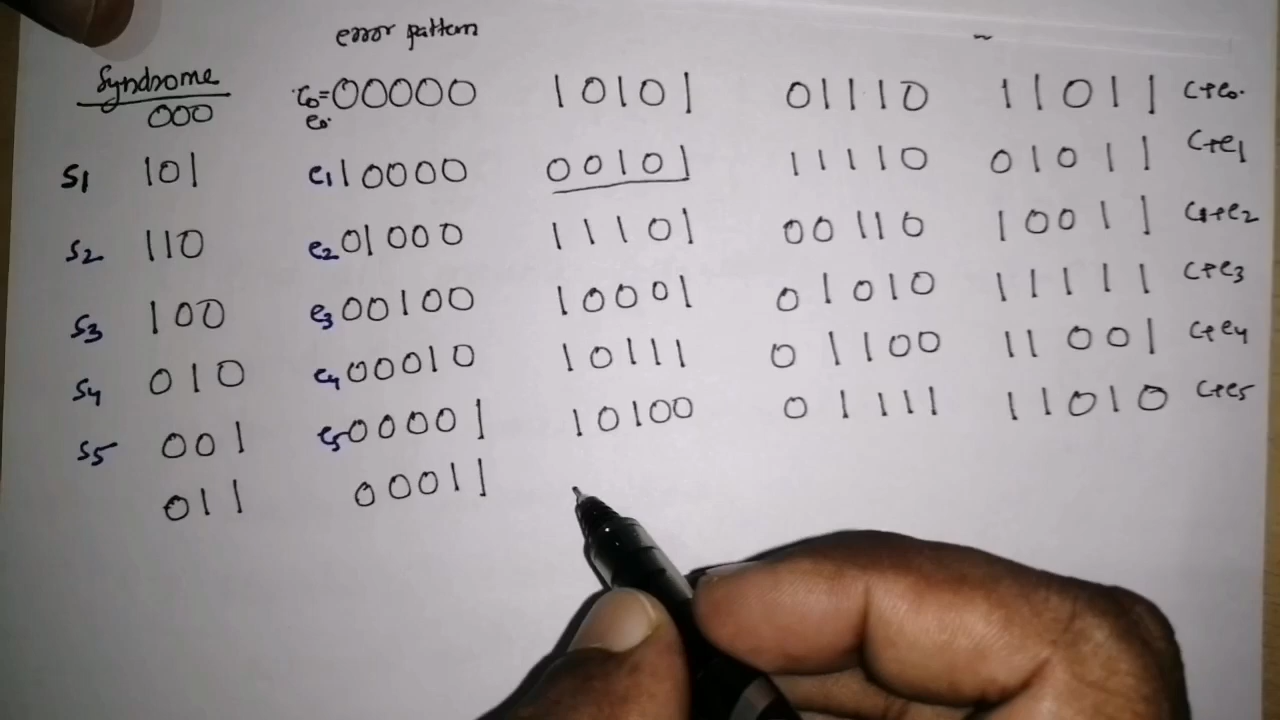 error pattern
Syndrome
000 C0=00000 10101 01110 11011 C+e0.
e0.
S1 101 e1 10000 00101 11110 01011 C+e1
S2 110 e2 01000 11101 00110 10011 C+e2
S3 100 e3 00100 10001 01010 11111 C+e3
S4 010 e4 00010 10111 01100 11001 C+e4
S5 001 e5 00001 10100 01111 11010 C+e5
011 00011